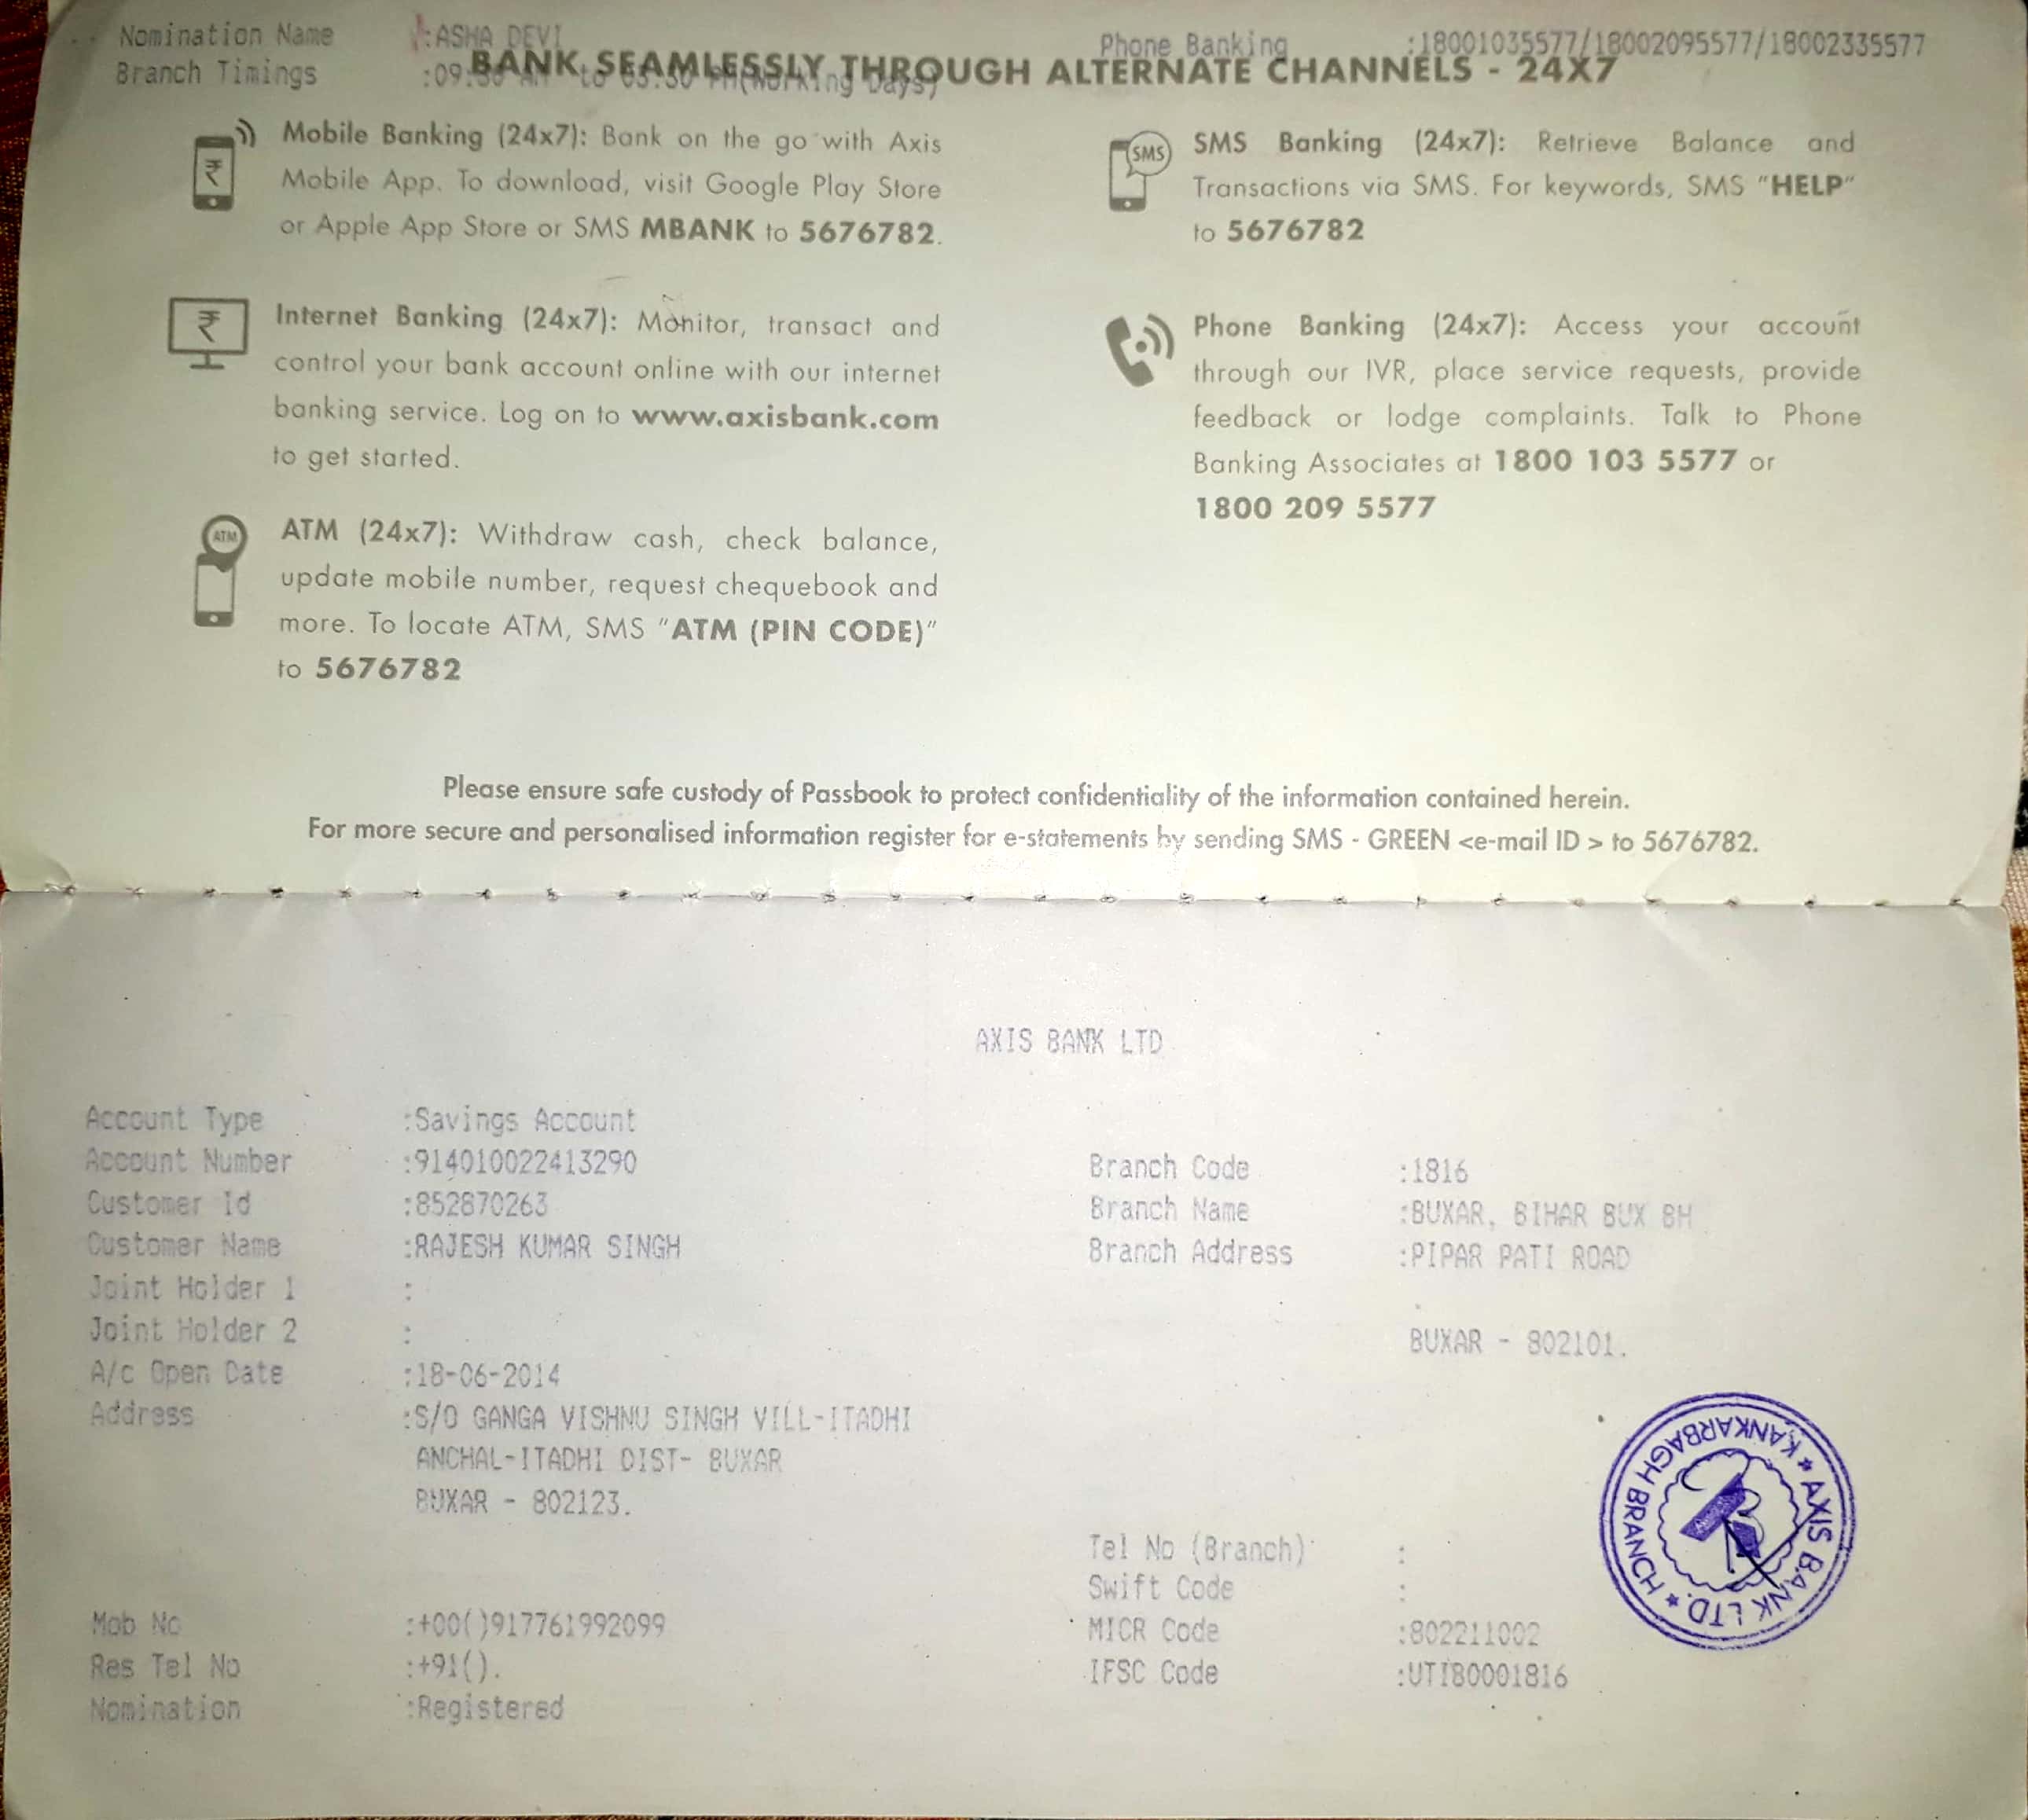 Nomination Name :ASHA DEVI Phone Banking :18001035577/18002095577/18002335577
Branch Timings :09:30 AM to 03:30 PM(Working Days)
BANK SEAMLESSLY THROUGH ALTERNATE CHANNELS - 24X7
Mobile Banking (24x7): Bank on the go with Axis
Mobile App. To download, visit Google Play Store
or Apple App Store or SMS MBANK to 5676782.
SMS
SMS Banking (24x7): Retrieve Balance and
Transactions via SMS. For keywords, SMS "HELP"
to 5676782
₹
Internet Banking (24x7): Monitor, transact and
control your bank account online with our internet
banking service. Log on to www.axisbank.com
to get started.
Phone Banking (24x7): Access your account
through our IVR, place service requests, provide
feedback or lodge complaints. Talk to Phone
Banking Associates at 1800 103 5577 or
1800 209 5577
ATM
ATM (24x7): Withdraw cash, check balance,
update mobile number, request chequebook and
more. To locate ATM, SMS "ATM (PIN CODE)"
to 5676782
Please ensure safe custody of Passbook to protect confidentiality of the information contained herein.
For more secure and personalised information register for e-statements by sending SMS - GREEN <e-mail ID > to 5676782.
AXIS BANK LTD
Account Type :Savings Account
Account Number :914010022413290 Branch Code :1816
Customer Id :852870263 Branch Name :BUXAR, BIHAR BUX BH
Customer Name :RAJESH KUMAR SINGH Branch Address :PIPAR PATI ROAD
Joint Holder 1 :
Joint Holder 2 : BUXAR - 802101.
A/c Open Date :18-06-2014
Address :S/O GANGA VISHNU SINGH VILL-ITADHI
ANCHAL-ITADHI DIST- BUXAR
BUXAR - 802123.
AXIS BANK LTD. ★ KANKARBAGH BRANCH ★
Tel No (Branch) :
Swift Code :
Mob No :+00()917761992099 MICR Code :802211002
Res Tel No :+91(). IFSC Code :UTIB0001816
Nomination :Registered